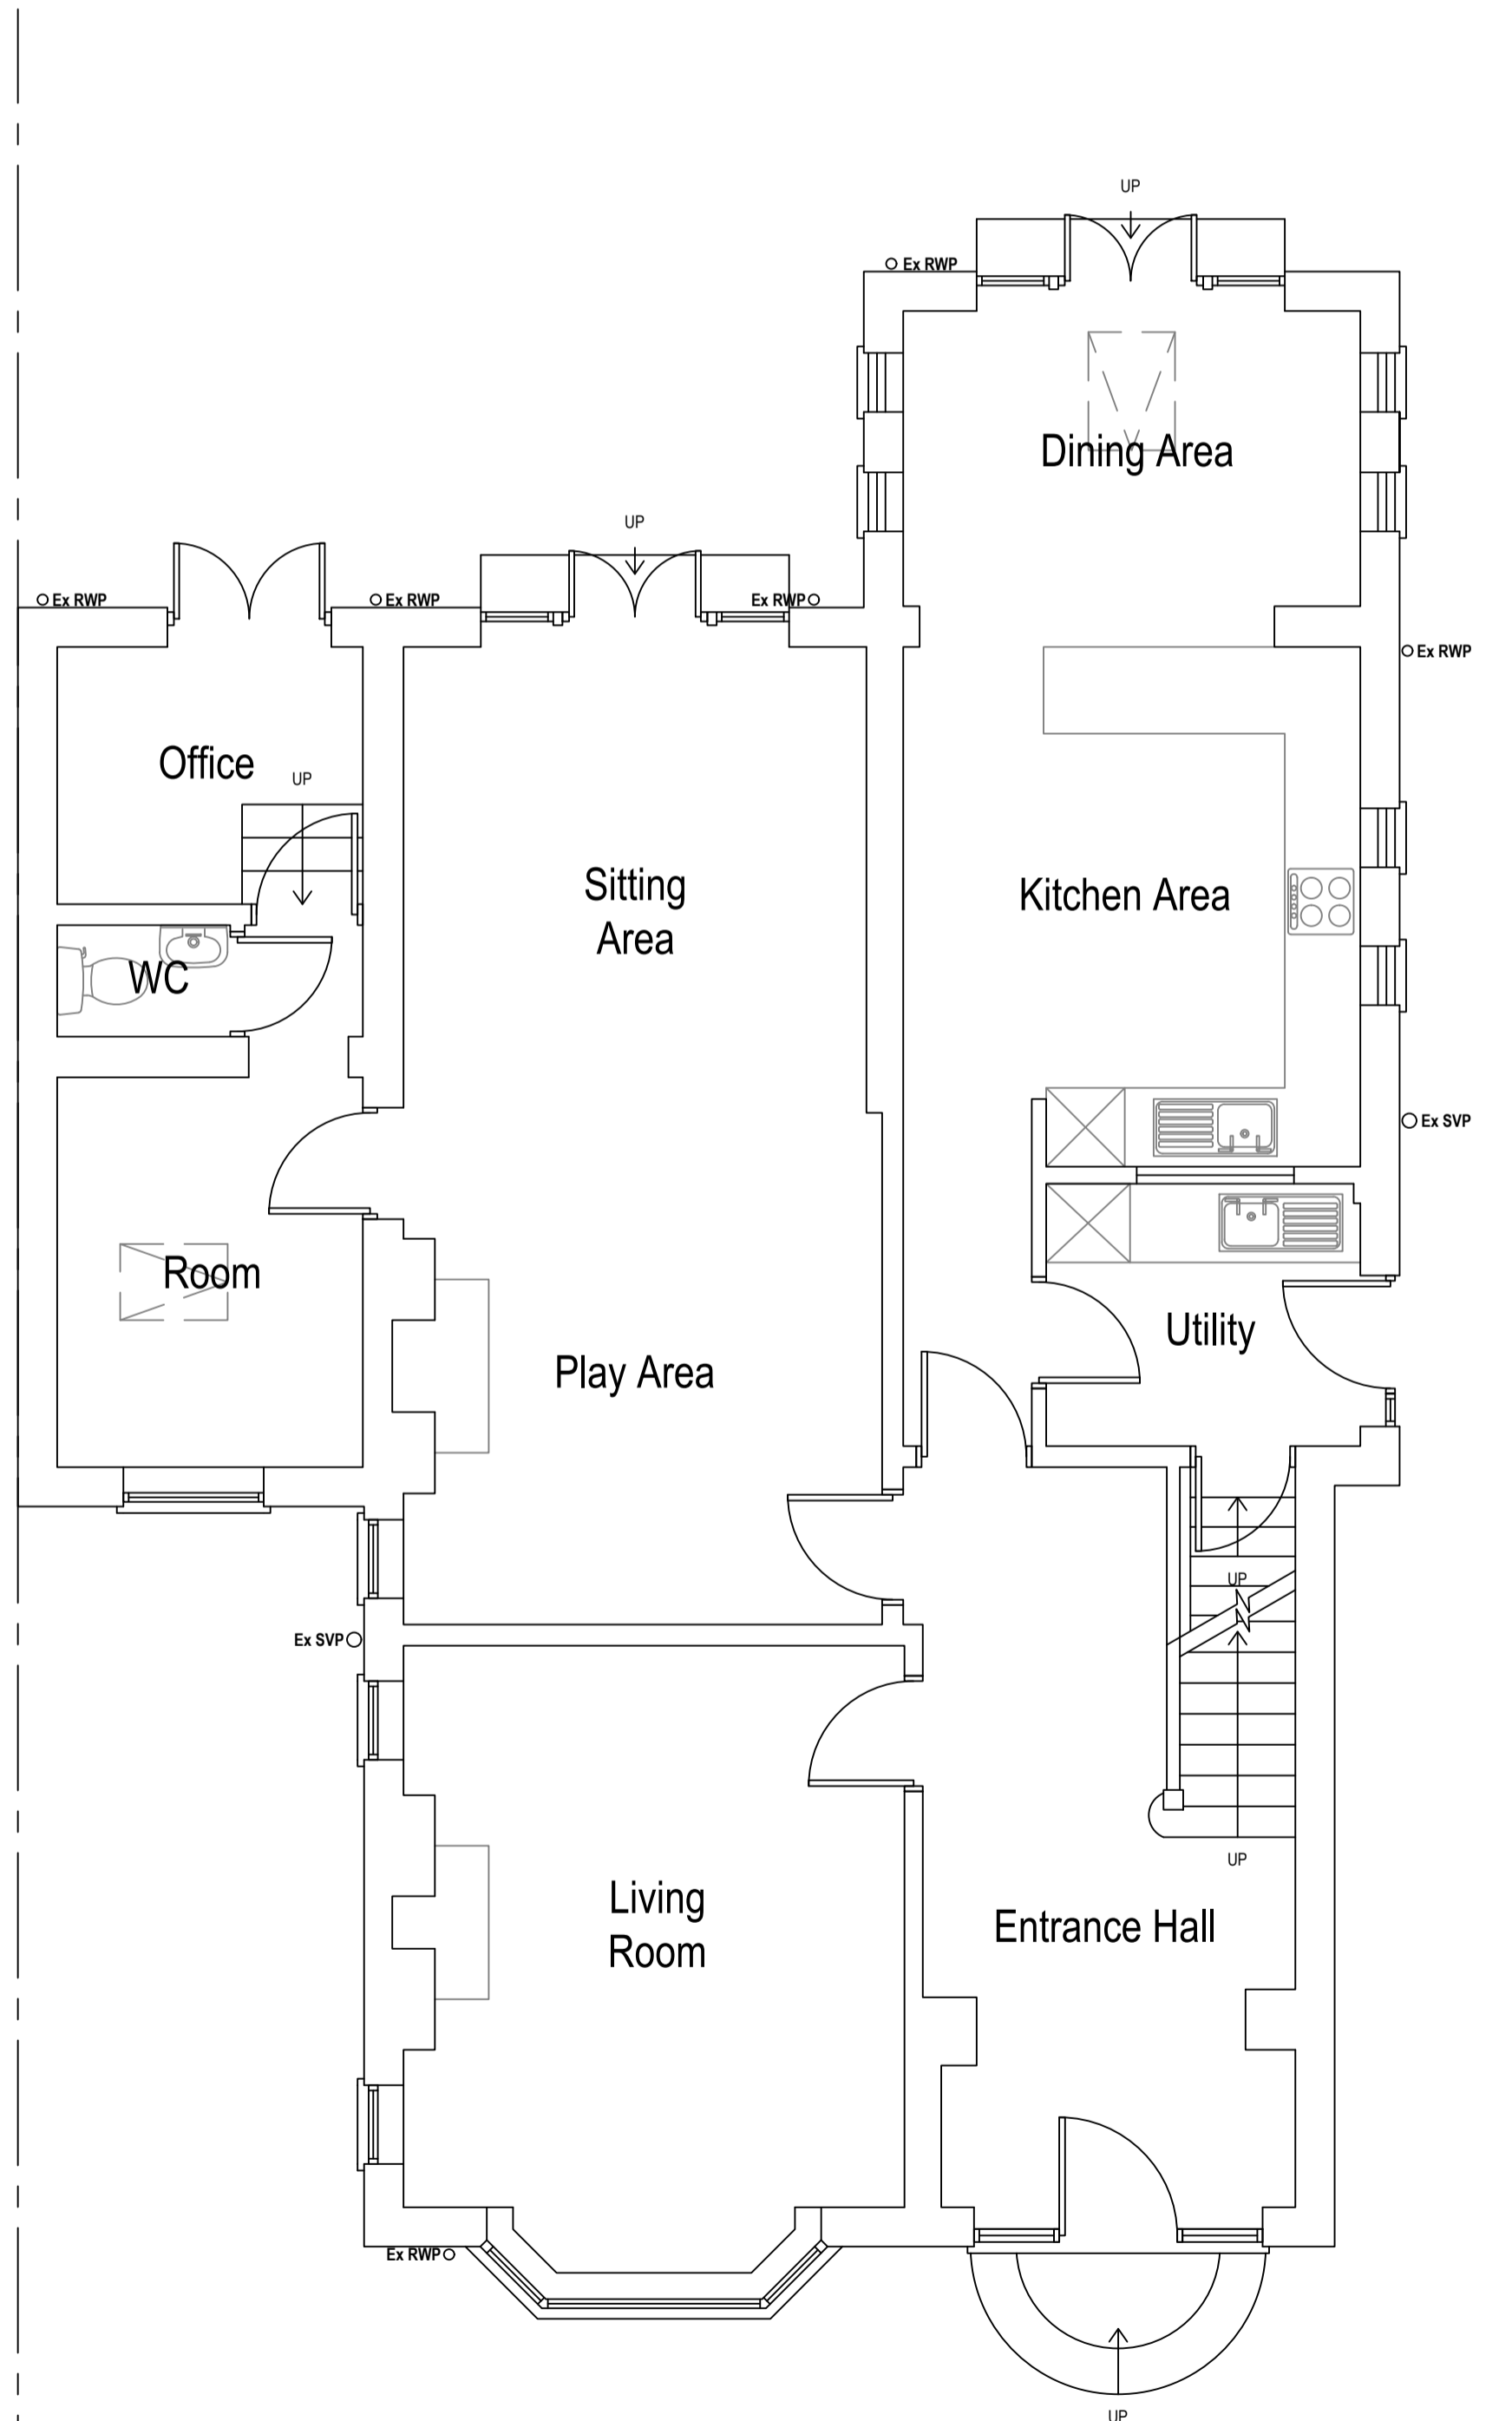 UP
Ex RWP
Dining Area
UP
Ex RWP
Ex RWP
Ex RWP
Ex RWP
Office
UP
Sitting
Area
Kitchen Area
WC
Ex SVP
Room
Utility
Play Area
UP
Ex SVP
UP
Living
Room
Entrance Hall
Ex RWP
UP